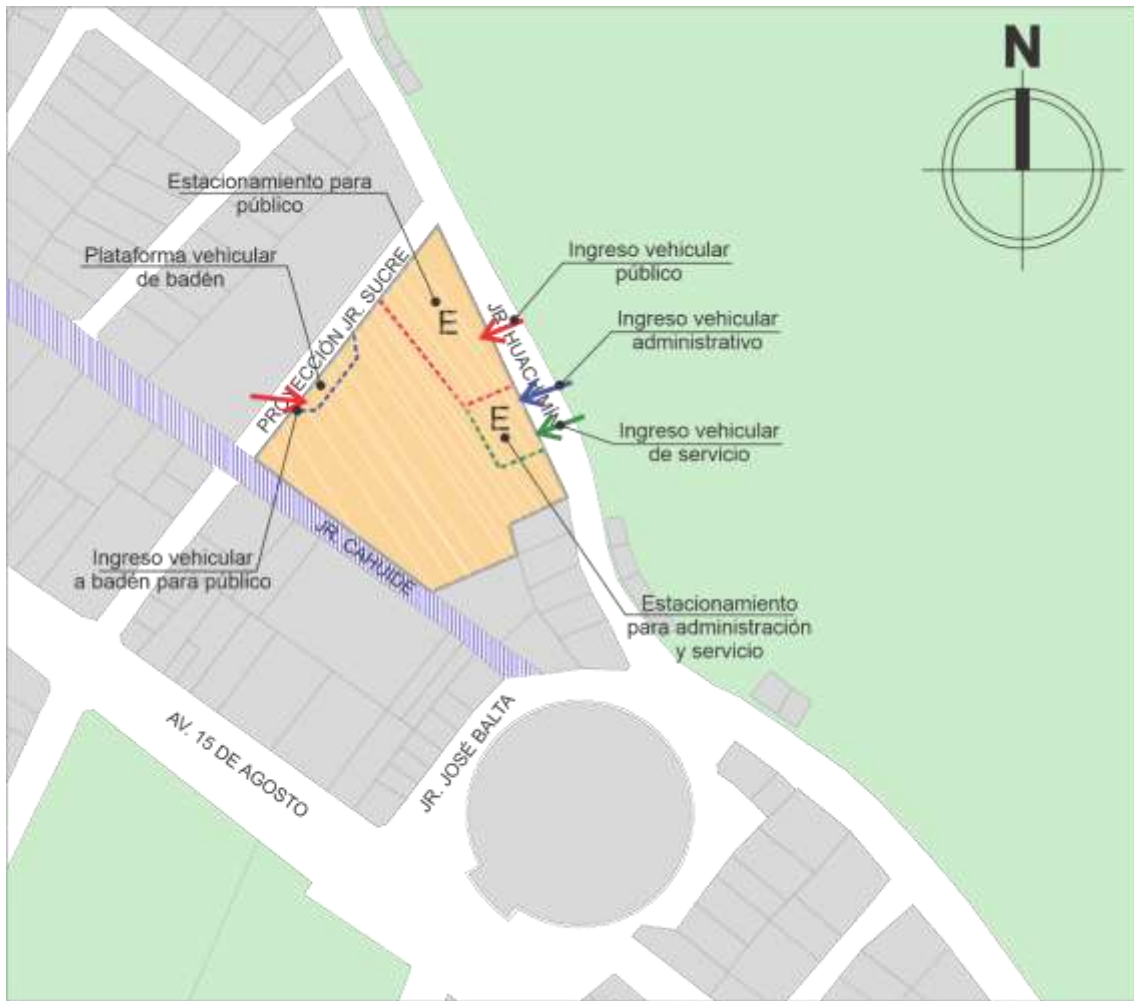 N
Estacionamiento para
público
Plataforma vehicular
de badén
Ingreso vehicular
público
PROYECCIÓN JR. SUCRE
E
Ingreso vehicular
administrativo
E
Ingreso vehicular
de servicio
JR. CAHUIDE
Ingreso vehicular
a badén para público
Estacionamiento
para administración
y servicio
AV. 15 DE AGOSTO
JR. JOSÉ BALTA